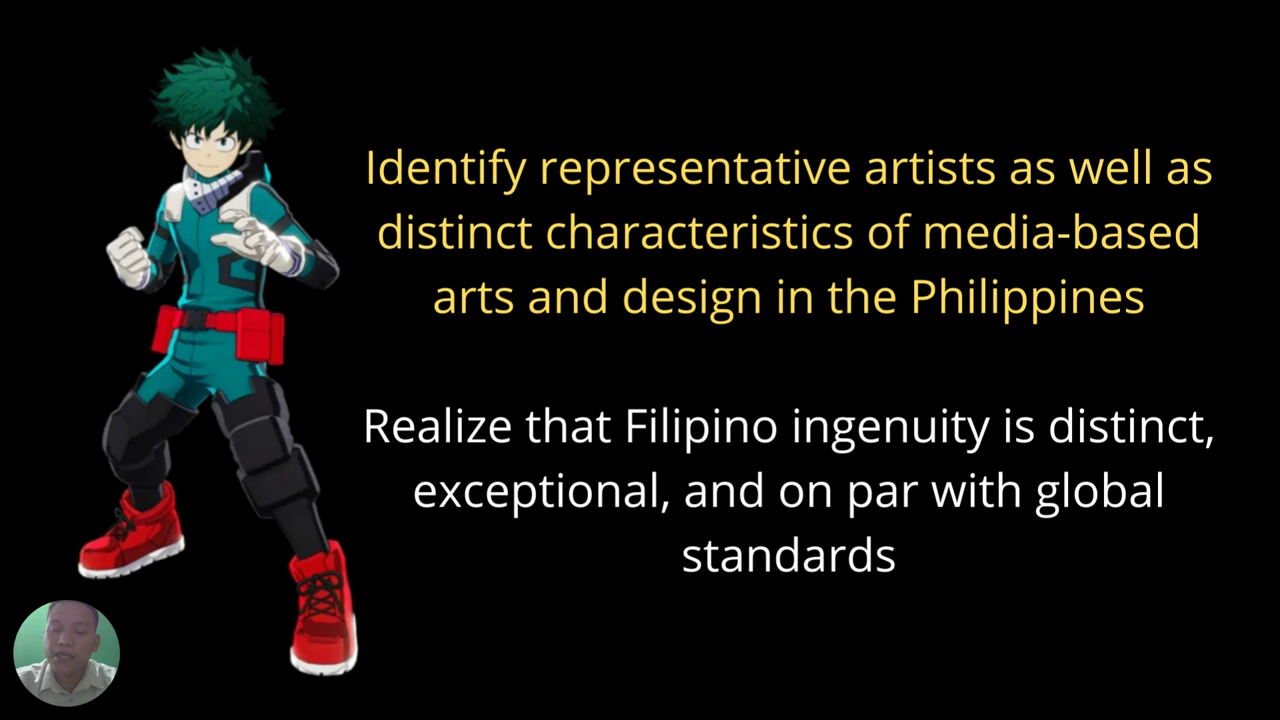 Identify representative artists as well as
distinct characteristics of media-based
arts and design in the Philippines
Realize that Filipino ingenuity is distinct,
exceptional, and on par with global
standards